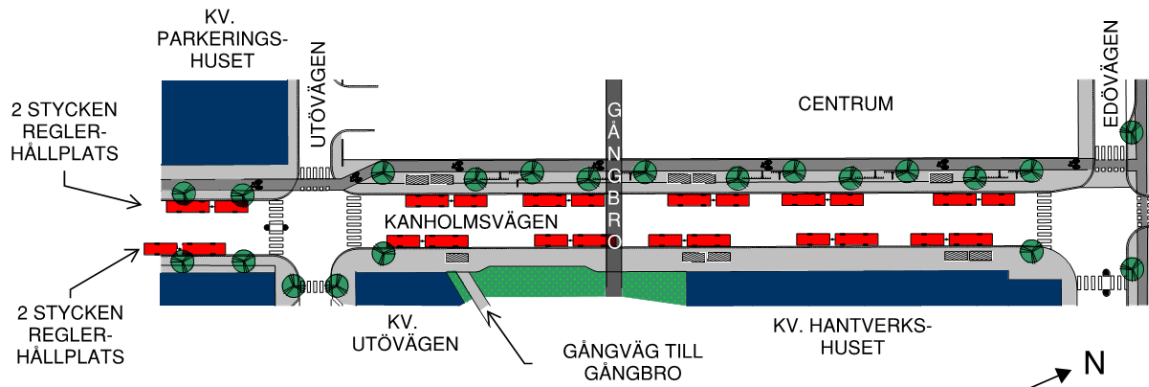 KV.
PARKERINGS-
HUSET
UTÖVÄGEN
CENTRUM
EDÖVÄGEN
2 STYCKEN
REGLER-
HÅLLPLATS
GÅNGBRO
KANHOLMSVÄGEN
2 STYCKEN
REGLER-
HÅLLPLATS
KV.
UTÖVÄGEN
GÅNGVÄG TILL
GÅNGBRO
KV. HANTVERKS-
HUSET
N